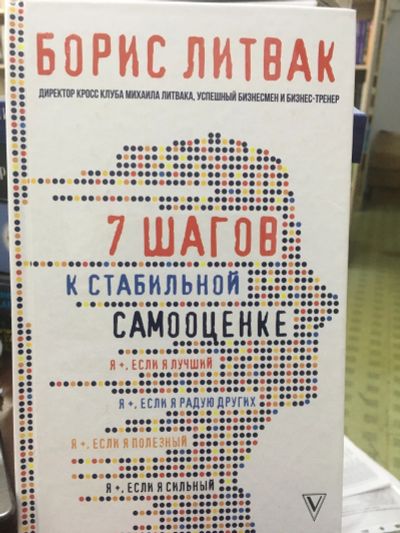 БОРИС ЛИТВАК
ДИРЕКТОР КРОСС КЛУБА МИХАИЛА ЛИТВАКА, УСПЕШНЫЙ БИЗНЕСМЕН И БИЗНЕС-ТРЕНЕР
7 ШАГОВ
К СТАБИЛЬНОЙ
САМООЦЕНКЕ
Я +, ЕСЛИ Я ЛУЧШИЙ
Я +, ЕСЛИ Я РАДУЮ ДРУГИХ
Я +, ЕСЛИ Я ПОЛЕЗНЫЙ
Я +, ЕСЛИ Я СИЛЬНЫЙ
V